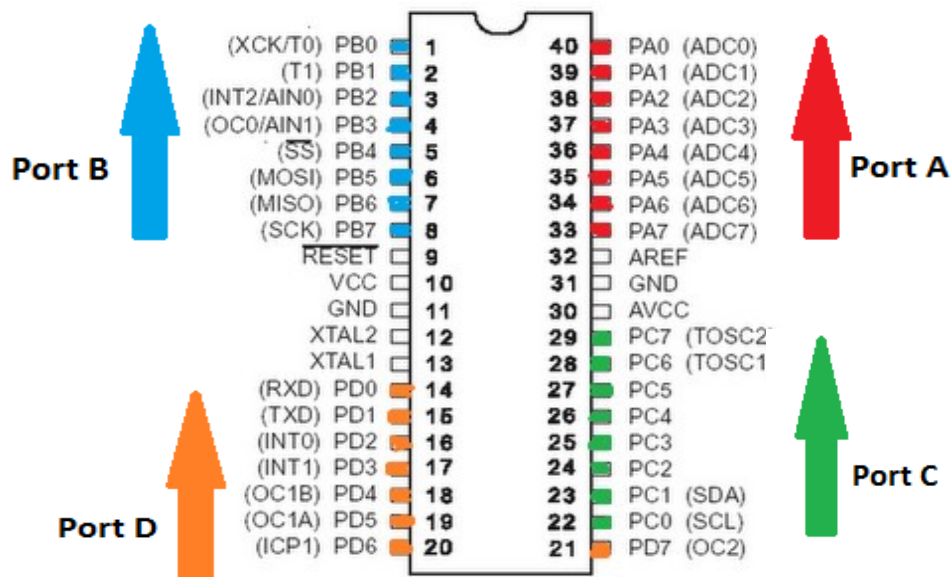 (XCK/T0) PB0 1 40 PA0 (ADC0)
(T1) PB1 2 39 PA1 (ADC1)
(INT2/AIN0) PB2 3 38 PA2 (ADC2)
(OC0/AIN1) PB3 4 37 PA3 (ADC3)
(SS) PB4 5 36 PA4 (ADC4)
Port B
Port A
(MOSI) PB5 6 35 PA5 (ADC5)
(MISO) PB6 7 34 PA6 (ADC6)
(SCK) PB7 8 33 PA7 (ADC7)
RESET 9 32 AREF
VCC 10 31 GND
GND 11 30 AVCC
XTAL2 12 29 PC7 (TOSC2
XTAL1 13 28 PC6 (TOSC1
(RXD) PD0 14 27 PC5
(TXD) PD1 15 26 PC4
(INT0) PD2 16 25 PC3
(INT1) PD3 17 24 PC2
Port C
(OC1B) PD4 18 23 PC1 (SDA)
Port D
(OC1A) PD5 19 22 PC0 (SCL)
(ICP1) PD6 20 21 PD7 (OC2)